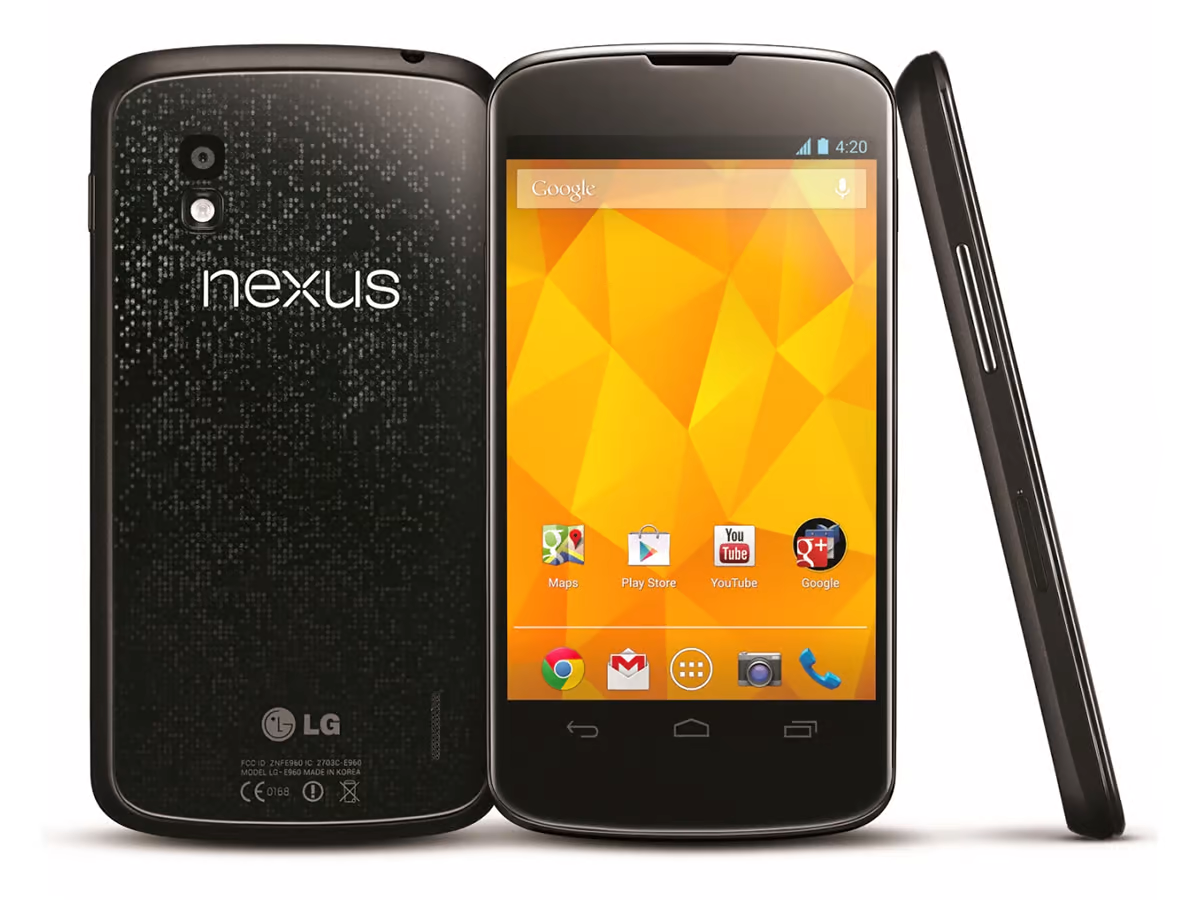 nexus
LG
FCC ID: ZNFE960 IC: 2703C-E960
MODEL LG-E960 MADE IN KOREA
CE 0168
4:20
Google
Maps
Play Store
You
Tube
YouTube
g+
Google